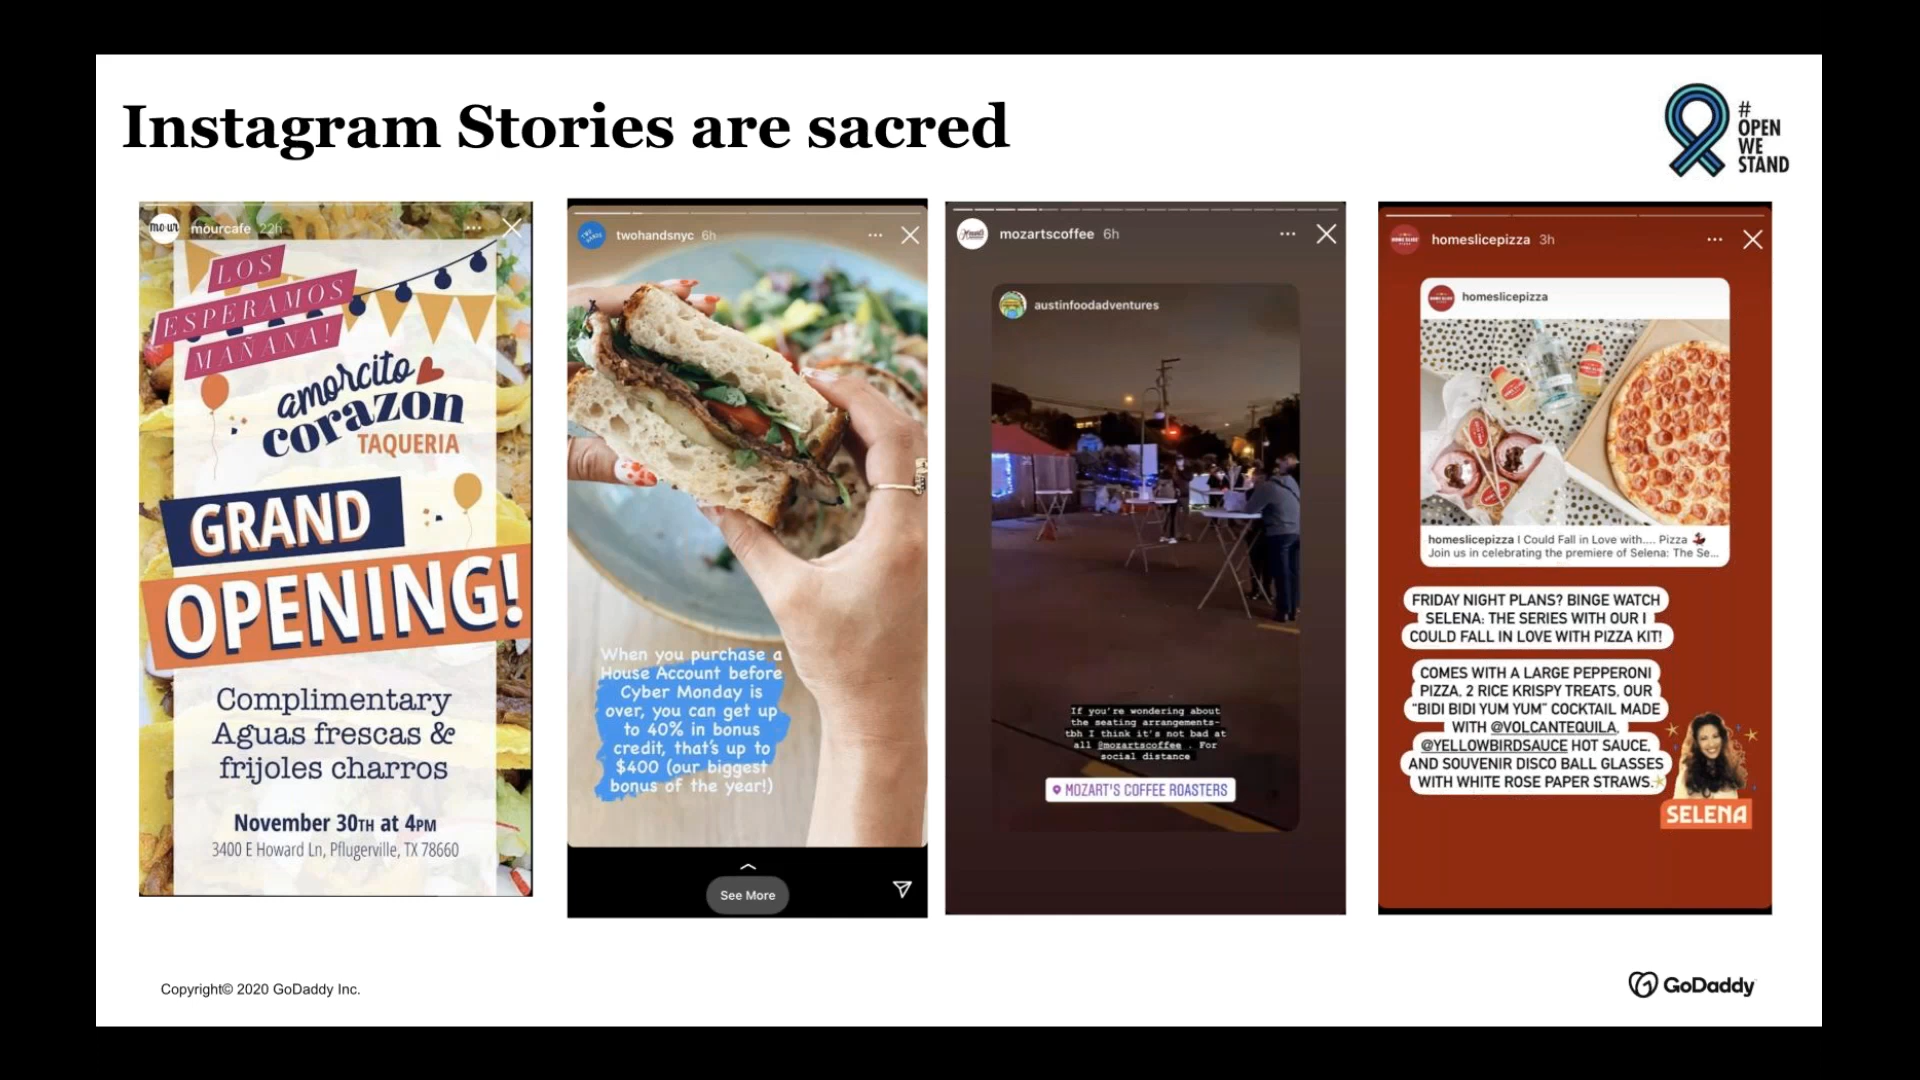 Instagram Stories are sacred
#
OPEN
WE
STAND
mo·ur
mourcafe 22h
LOS
ESPERAMOS
MAÑANA!
amorcito
corazon
TAQUERIA
GRAND
OPENING!
Complimentary
Aguas frescas &
frijoles charros
November 30TH at 4PM
3400 E Howard Ln, Pflugerville, TX 78660
TWO
HANDS
twohandsnyc 6h
When you purchase a
House Account before
Cyber Monday is
over, you can get up
to 40% in bonus
credit, that's up to
$400 (our biggest
bonus of the year!)
See More
mozartscoffee 6h
austinfoodadventures
If you're wondering about
the seating arrangements-
tbh I think it's not bad at
all @mozartscoffee . For
social distance
MOZART'S COFFEE ROASTERS
HOME SLICE
homeslicepizza 3h
homeslicepizza
homeslicepizza I Could Fall in Love with.... Pizza 💃
Join us in celebrating the premiere of Selena: The Se...
FRIDAY NIGHT PLANS? BINGE WATCH
SELENA: THE SERIES WITH OUR I
COULD FALL IN LOVE WITH PIZZA KIT!
COMES WITH A LARGE PEPPERONI
PIZZA, 2 RICE KRISPY TREATS, OUR
"BIDI BIDI YUM YUM" COCKTAIL MADE
WITH @VOLCANTEQUILA,
@YELLOWBIRDSAUCE HOT SAUCE,
AND SOUVENIR DISCO BALL GLASSES
WITH WHITE ROSE PAPER STRAWS.
SELENA
Copyright© 2020 GoDaddy Inc.
GoDaddy